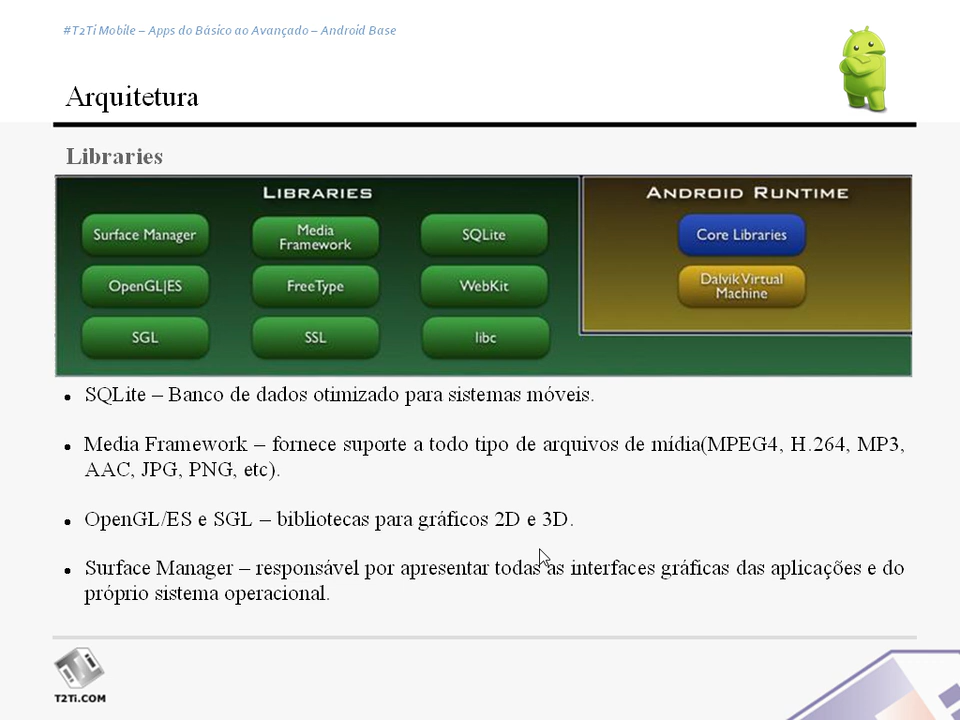 #T2Ti Mobile – Apps do Básico ao Avançado – Android Base
Arquitetura
Libraries
LIBRARIES
ANDROID RUNTIME
Surface Manager
Media
Framework
SQLite
Core Libraries
OpenGL|ES
FreeType
WebKit
Dalvik Virtual
Machine
SGL
SSL
libc
• SQLite – Banco de dados otimizado para sistemas móveis.
• Media Framework – fornece suporte a todo tipo de arquivos de mídia(MPEG4, H.264, MP3,
AAC, JPG, PNG, etc).
• OpenGL/ES e SGL – bibliotecas para gráficos 2D e 3D.
• Surface Manager – responsável por apresentar todas as interfaces gráficas das aplicações e do
próprio sistema operacional.
T2Ti
T2Ti.COM